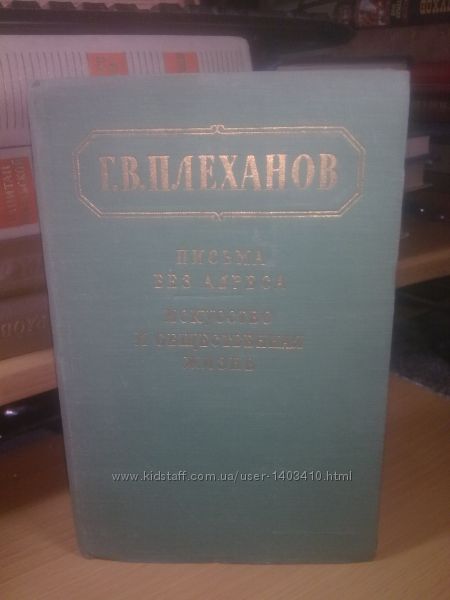 Г.В.ПЛЕХАНОВ
ПИСЬМА
БЕЗ АДРЕСА
ИСКУССТВО
И ОБЩЕСТВЕННАЯ
ЖИЗНЬ
www.kidstaff.com.ua/user-1403410.html